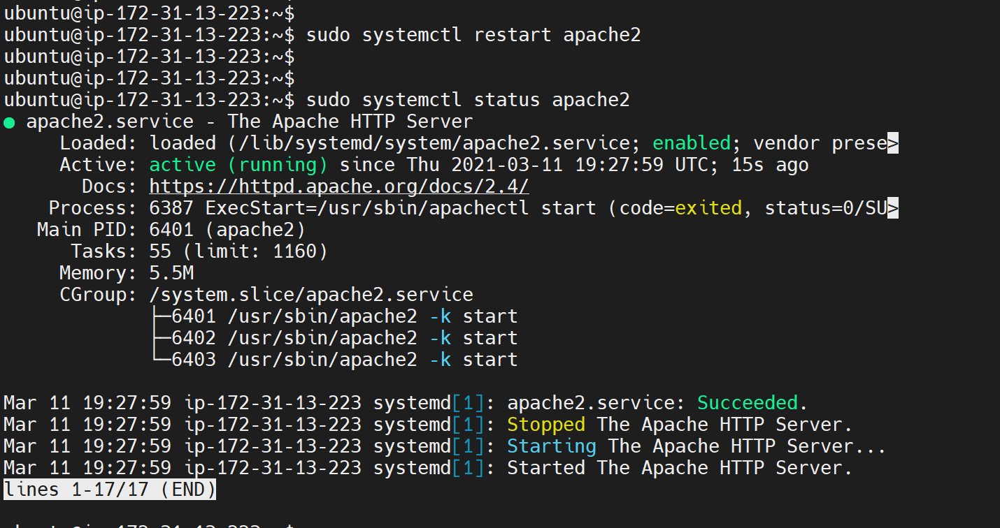 ubuntu@ip-172-31-13-223:~$
ubuntu@ip-172-31-13-223:~$ sudo systemctl restart apache2
ubuntu@ip-172-31-13-223:~$
ubuntu@ip-172-31-13-223:~$
ubuntu@ip-172-31-13-223:~$ sudo systemctl status apache2
● apache2.service - The Apache HTTP Server
     Loaded: loaded (/lib/systemd/system/apache2.service; enabled; vendor prese>
     Active: active (running) since Thu 2021-03-11 19:27:59 UTC; 15s ago
       Docs: https://httpd.apache.org/docs/2.4/
    Process: 6387 ExecStart=/usr/sbin/apachectl start (code=exited, status=0/SU>
   Main PID: 6401 (apache2)
      Tasks: 55 (limit: 1160)
     Memory: 5.5M
     CGroup: /system.slice/apache2.service
             ├─6401 /usr/sbin/apache2 -k start
             ├─6402 /usr/sbin/apache2 -k start
             └─6403 /usr/sbin/apache2 -k start
Mar 11 19:27:59 ip-172-31-13-223 systemd[1]: apache2.service: Succeeded.
Mar 11 19:27:59 ip-172-31-13-223 systemd[1]: Stopped The Apache HTTP Server.
Mar 11 19:27:59 ip-172-31-13-223 systemd[1]: Starting The Apache HTTP Server...
Mar 11 19:27:59 ip-172-31-13-223 systemd[1]: Started The Apache HTTP Server.
lines 1-17/17 (END)